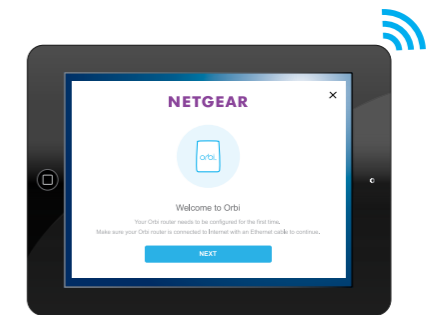 NETGEAR
orbi
Welcome to Orbi
Your Orbi router needs to be configured for the first time.
Make sure your Orbi router is connected to Internet with an Ethernet cable to continue.
NEXT